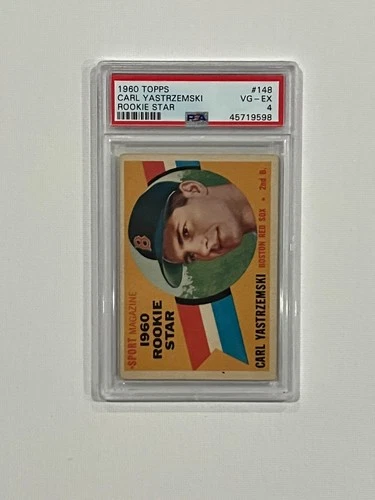 1960 TOPPS #148
CARL YASTRZEMSKI VG-EX
ROOKIE STAR 4
PSA 45719598
SPORT MAGAZINE
1960
ROOKIE
STAR
B
CARL YASTRZEMSKI BOSTON RED SOX • 2nd B.